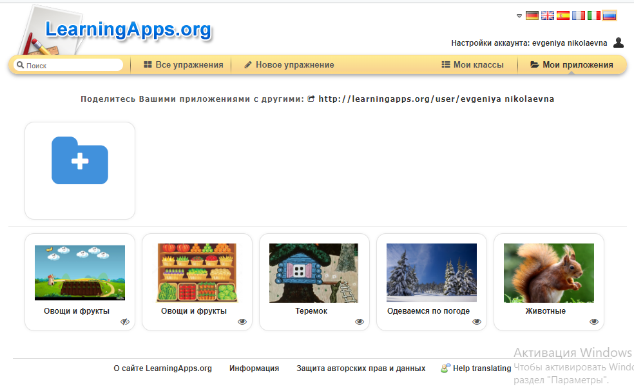 LearningApps.org
Настройки аккаунта: evgeniya nikolaevna
Поиск Все упражнения Новое упражнение Мои классы Мои приложения
Поделитесь Вашими приложениями с другими: http://learningapps.org/user/evgeniya nikolaevna
Овощи и фрукты Овощи и фрукты Теремок Одеваемся по погоде Животные
О сайте LearningApps.org Информация Защита авторских прав и данных Help translating
Активация Windows
Чтобы активировать Windo
раздел "Параметры".